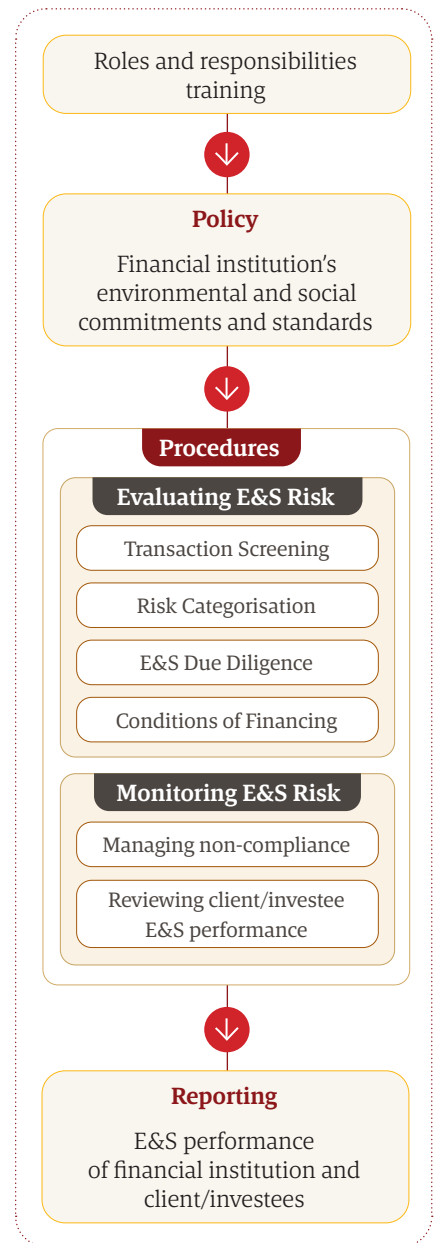 Roles and responsibilities
training
Policy
Financial institution’s
environmental and social
commitments and standards
Procedures
Evaluating E&S Risk
Transaction Screening
Risk Categorisation
E&S Due Diligence
Conditions of Financing
Monitoring E&S Risk
Managing non-compliance
Reviewing client/investee
E&S performance
Reporting
E&S performance
of financial institution and
client/investees